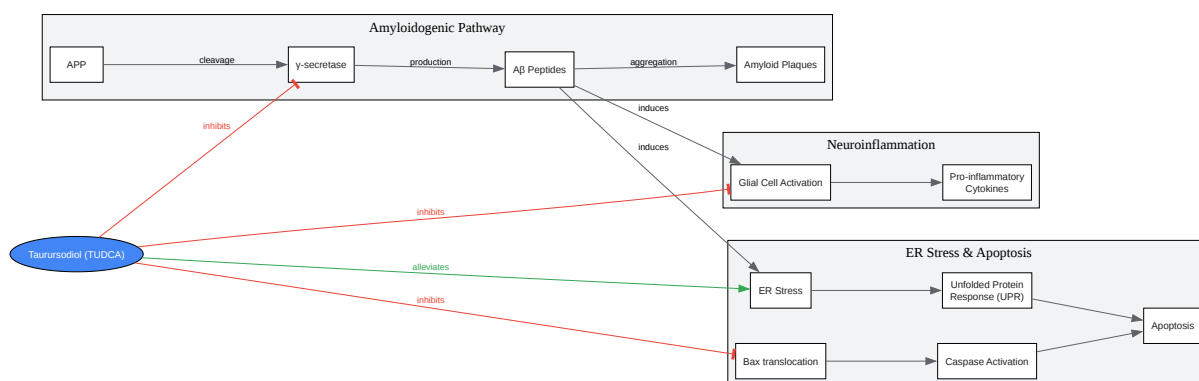 Amyloidogenic Pathway
APP
cleavage
γ-secretase
production
Aβ Peptides
aggregation
Amyloid Plaques
induces
induces
inhibits
Neuroinflammation
Glial Cell Activation
Pro-inflammatory
Cytokines
inhibits
Taurursodiol (TUDCA)
alleviates
inhibits
ER Stress & Apoptosis
ER Stress
Unfolded Protein
Response (UPR)
Apoptosis
Bax translocation
Caspase Activation